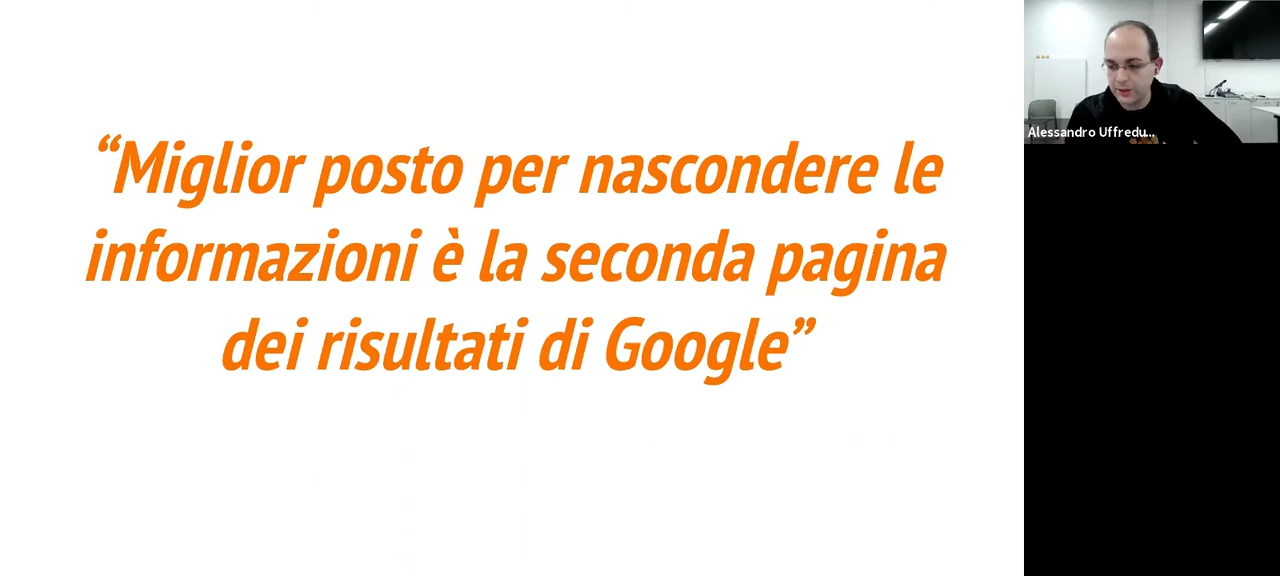 “Miglior posto per nascondere le
informazioni è la seconda pagina
dei risultati di Google”
Alessandro Uffredu...